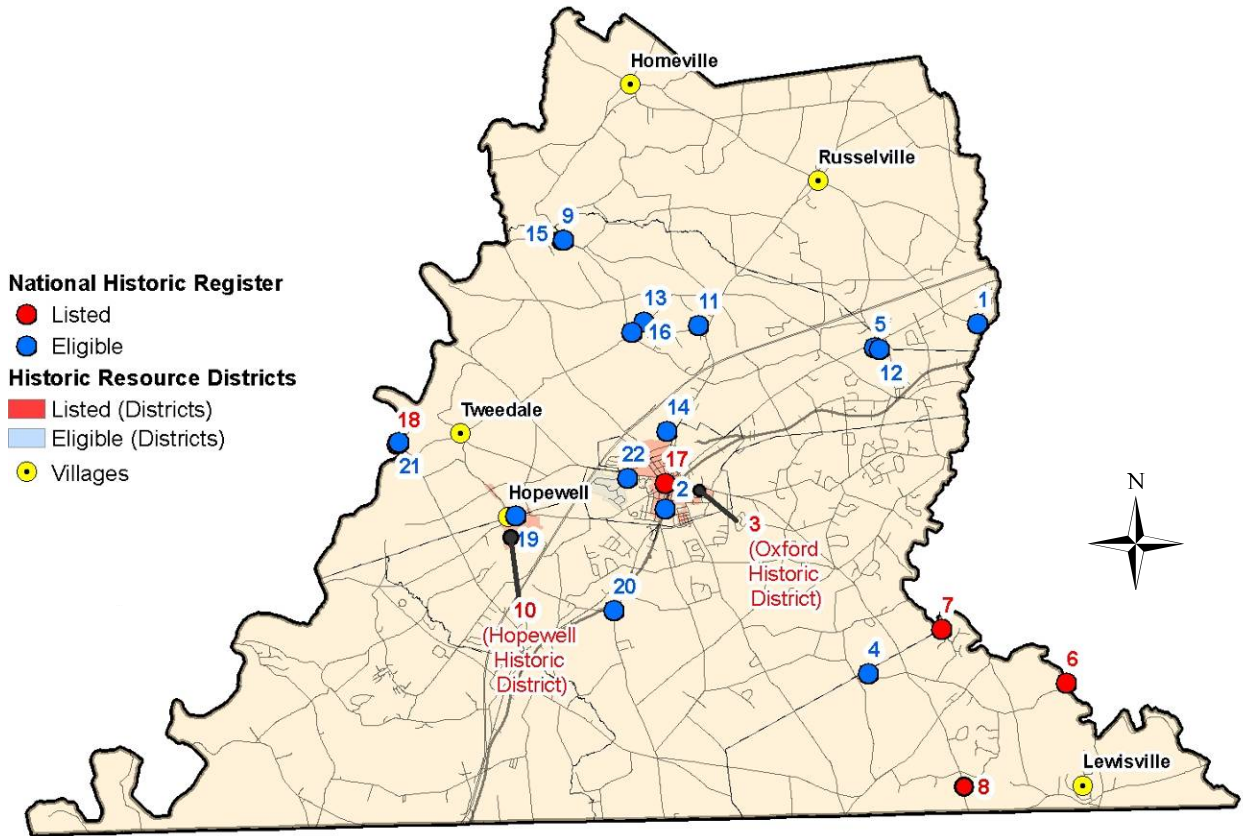 Homeville
Russelville
9
15
National Historic Register
Listed
Eligible
Historic Resource Districts
Listed (Districts)
Eligible (Districts)
Villages
13
11
16
1
5
12
18
Tweedale
21
14
22
17
2
Hopewell
19
3
(Oxford
Historic
District)
N
20
10
(Hopewell
Historic
District)
7
4
6
Lewisville
8